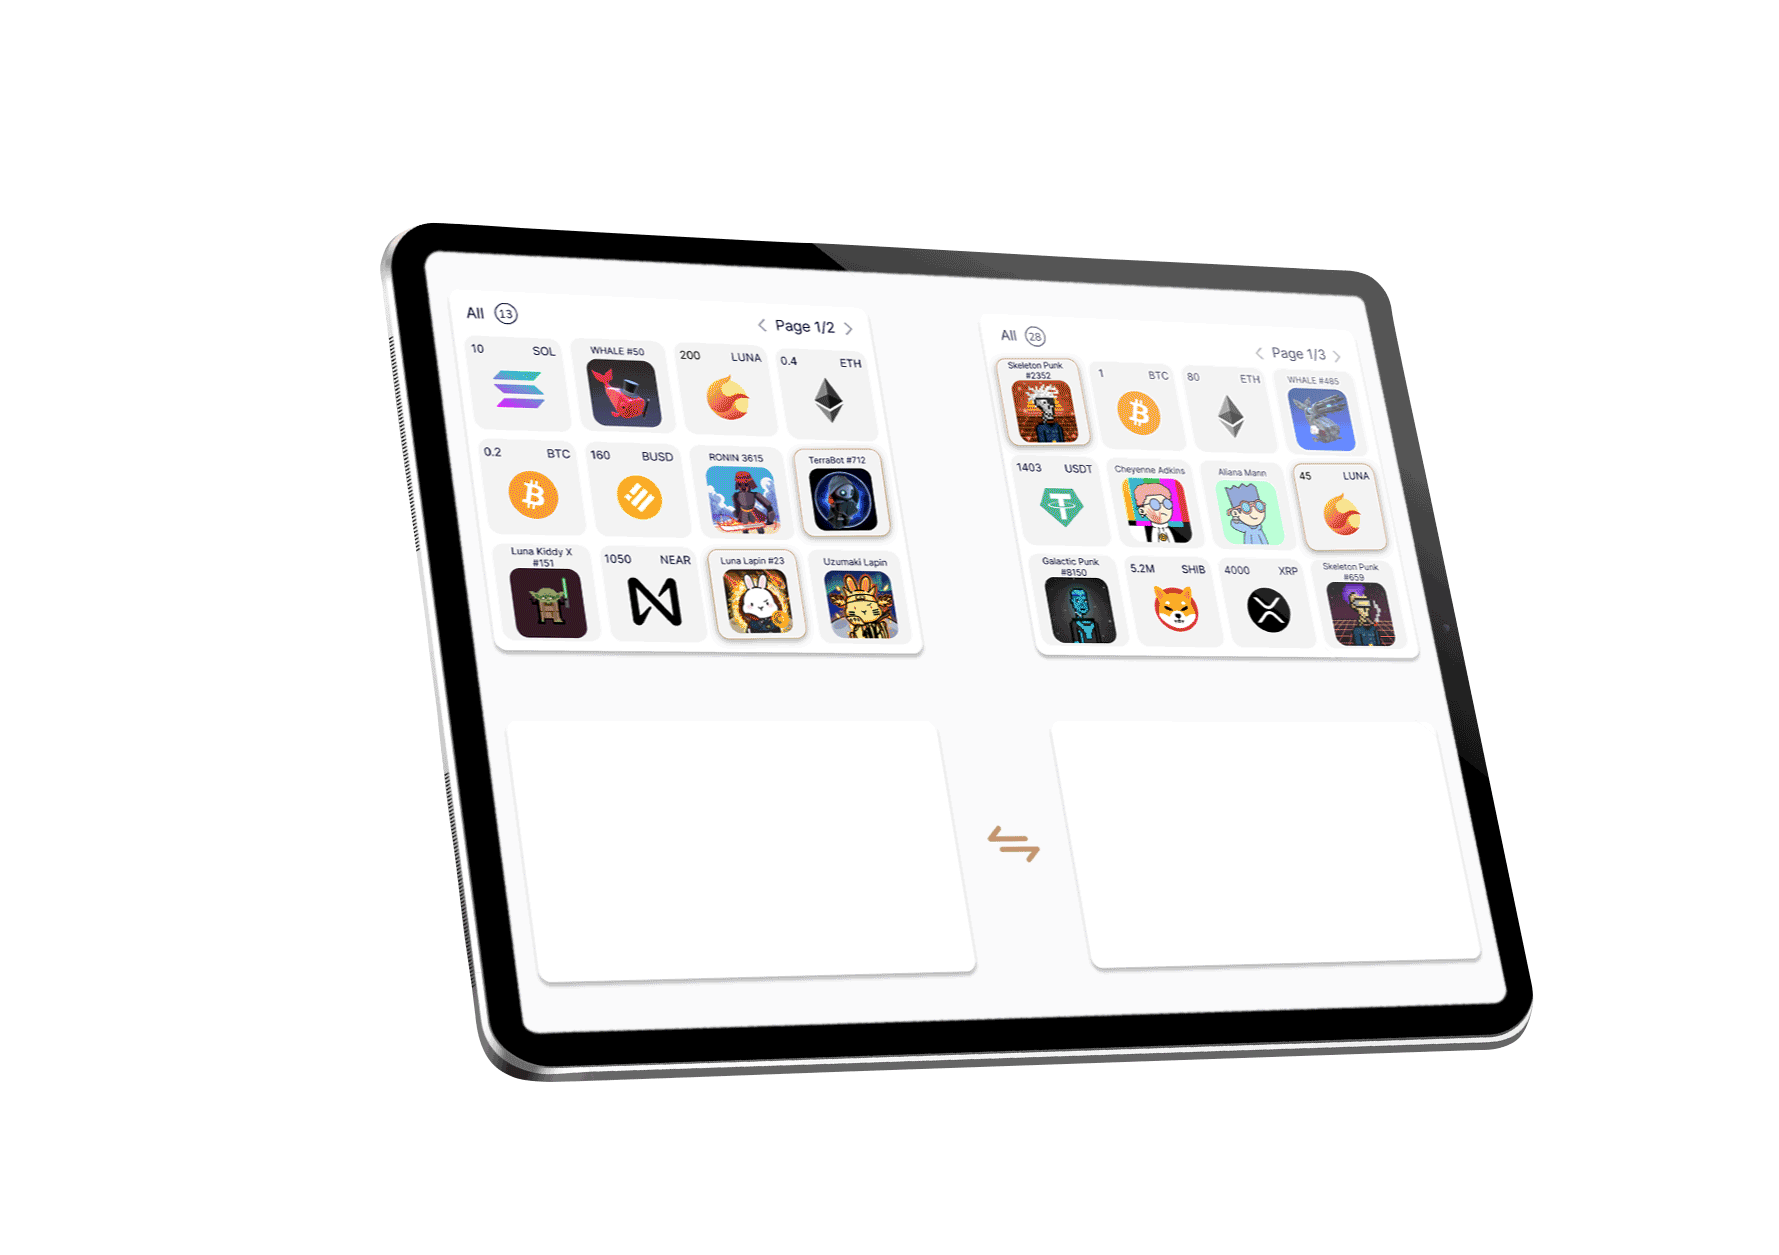 All 13
Page 1/2
10 SOL
WHALE #50
200 LUNA
0.4 ETH
0.2 BTC
160 BUSD
RONIN 3615
TerraBot #712
Luna Kiddy X
#151
1050 NEAR
Luna Lapin #23
Uzumaki Lapin
All 28
Page 1/3
Skeleton Punk
#2352
1 BTC
80 ETH
WHALE #485
1403 USDT
Cheyenne Adkins
Aliana Mann
45 LUNA
Galactic Punk
#8150
5.2M SHIB
4000 XRP
Skeleton Punk
#659